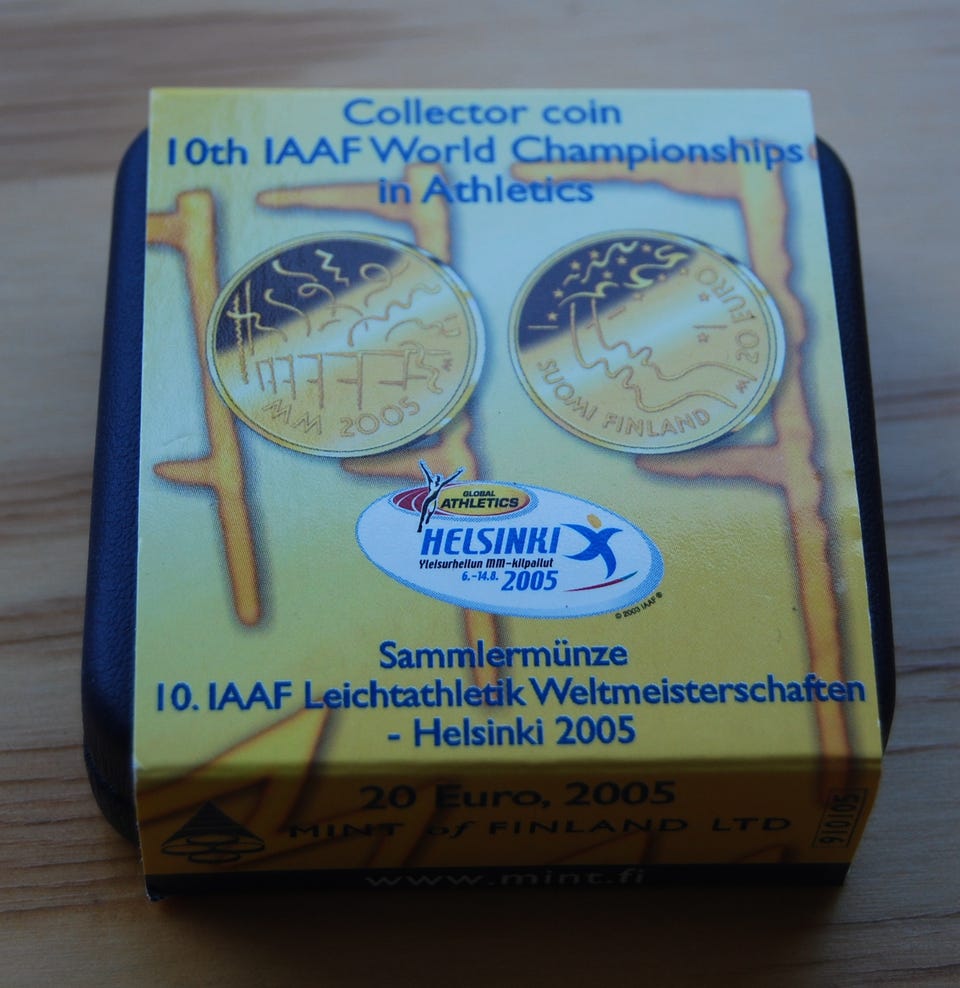 Collector coin
10th IAAF World Championships
in Athletics
MM 2005
SUOMI FINLAND 20 EURO
GLOBAL
ATHLETICS
HELSINKI
Yleisurheilun MM-kilpailut
6.-14.8. 2005
© 2003 IAAF ®
Sammlermünze
10. IAAF Leichtathletik Weltmeisterschaften
- Helsinki 2005
20 Euro, 2005
MINT of FINLAND LTD
www.mint.fi